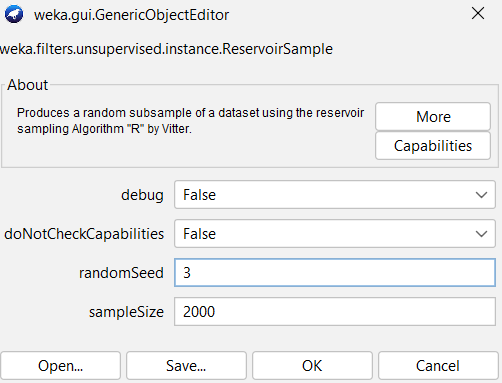 weka.gui.GenericObjectEditor
weka.filters.unsupervised.instance.ReservoirSample
About
Produces a random subsample of a dataset using the reservoir
sampling Algorithm "R" by Vitter.
More
Capabilities
debug False
doNotCheckCapabilities False
randomSeed 3
sampleSize 2000
Open... Save... OK Cancel